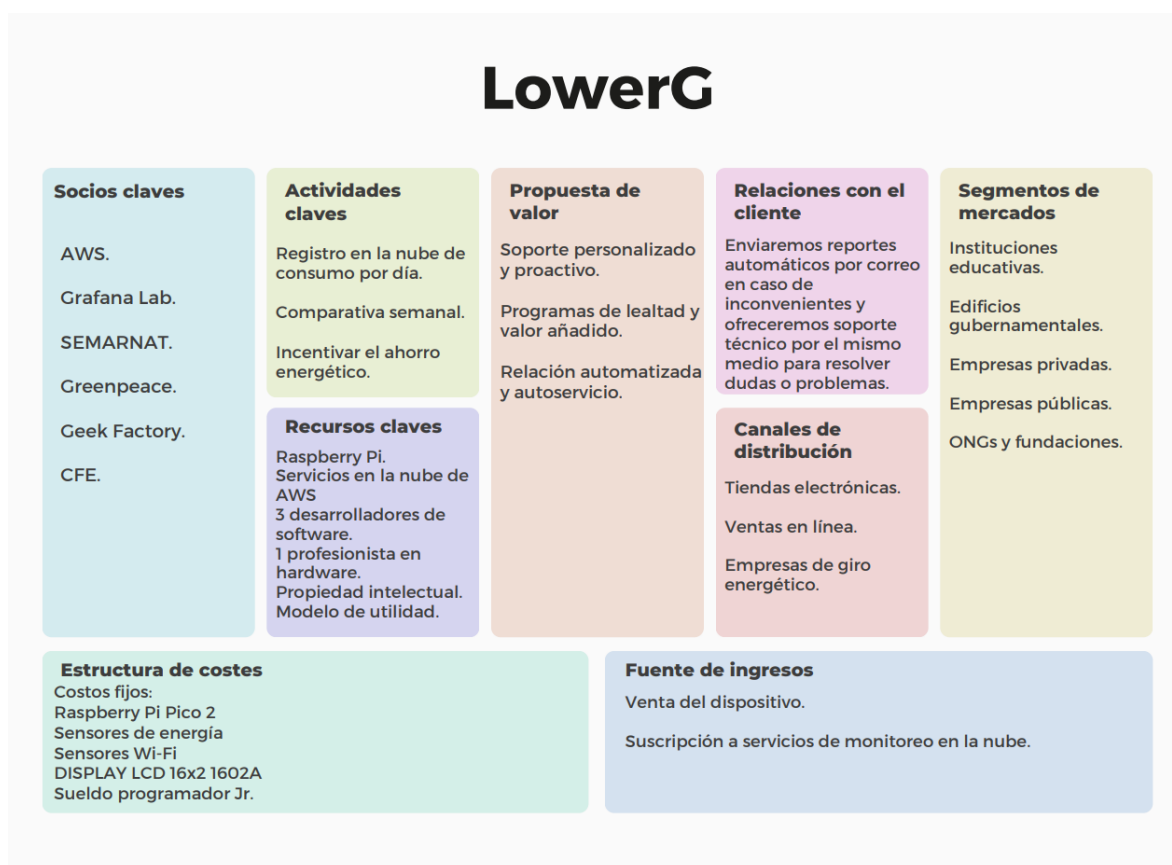 LowerG
Socios claves
AWS.
Grafana Lab.
SEMARNAT.
Greenpeace.
Geek Factory.
CFE.
Actividades
claves
Registro en la nube de
consumo por día.
Comparativa semanal.
Incentivar el ahorro
energético.
Recursos claves
Raspberry Pi.
Servicios en la nube de
AWS
3 desarrolladores de
software.
1 profesionista en
hardware.
Propiedad intelectual.
Modelo de utilidad.
Propuesta de
valor
Soporte personalizado
y proactivo.
Programas de lealtad y
valor añadido.
Relación automatizada
y autoservicio.
Relaciones con el
cliente
Enviaremos reportes
automáticos por correo
en caso de
inconvenientes y
ofreceremos soporte
técnico por el mismo
medio para resolver
dudas o problemas.
Canales de
distribución
Tiendas electrónicas.
Ventas en línea.
Empresas de giro
energético.
Segmentos de
mercados
Instituciones
educativas.
Edificios
gubernamentales.
Empresas privadas.
Empresas públicas.
ONGs y fundaciones.
Estructura de costes
Costos fijos:
Raspberry Pi Pico 2
Sensores de energía
Sensores Wi-Fi
DISPLAY LCD 16x2 1602A
Sueldo programador Jr.
Fuente de ingresos
Venta del dispositivo.
Suscripción a servicios de monitoreo en la nube.